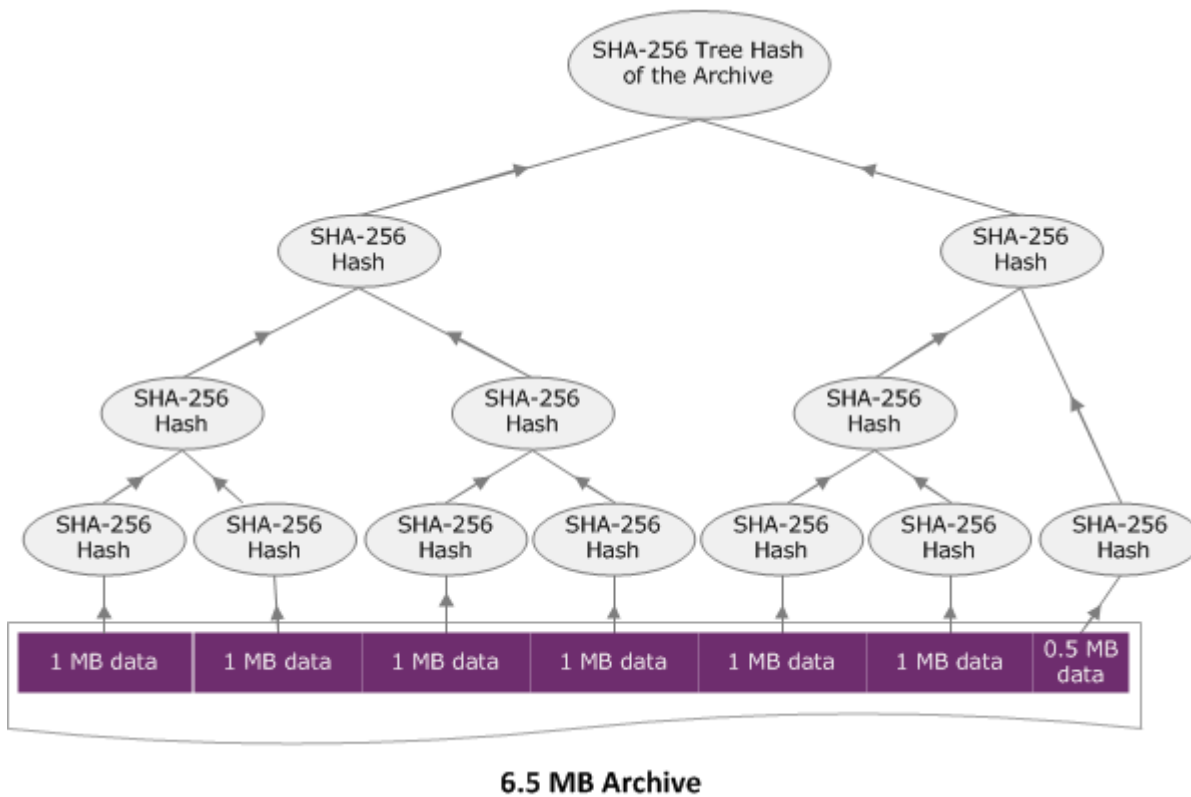 SHA-256 Tree Hash
of the Archive
SHA-256
Hash
SHA-256
Hash
SHA-256
Hash
SHA-256
Hash
SHA-256
Hash
SHA-256
Hash
SHA-256
Hash
SHA-256
Hash
SHA-256
Hash
SHA-256
Hash
SHA-256
Hash
SHA-256
Hash
1 MB data
1 MB data
1 MB data
1 MB data
1 MB data
1 MB data
0.5 MB
data
6.5 MB Archive